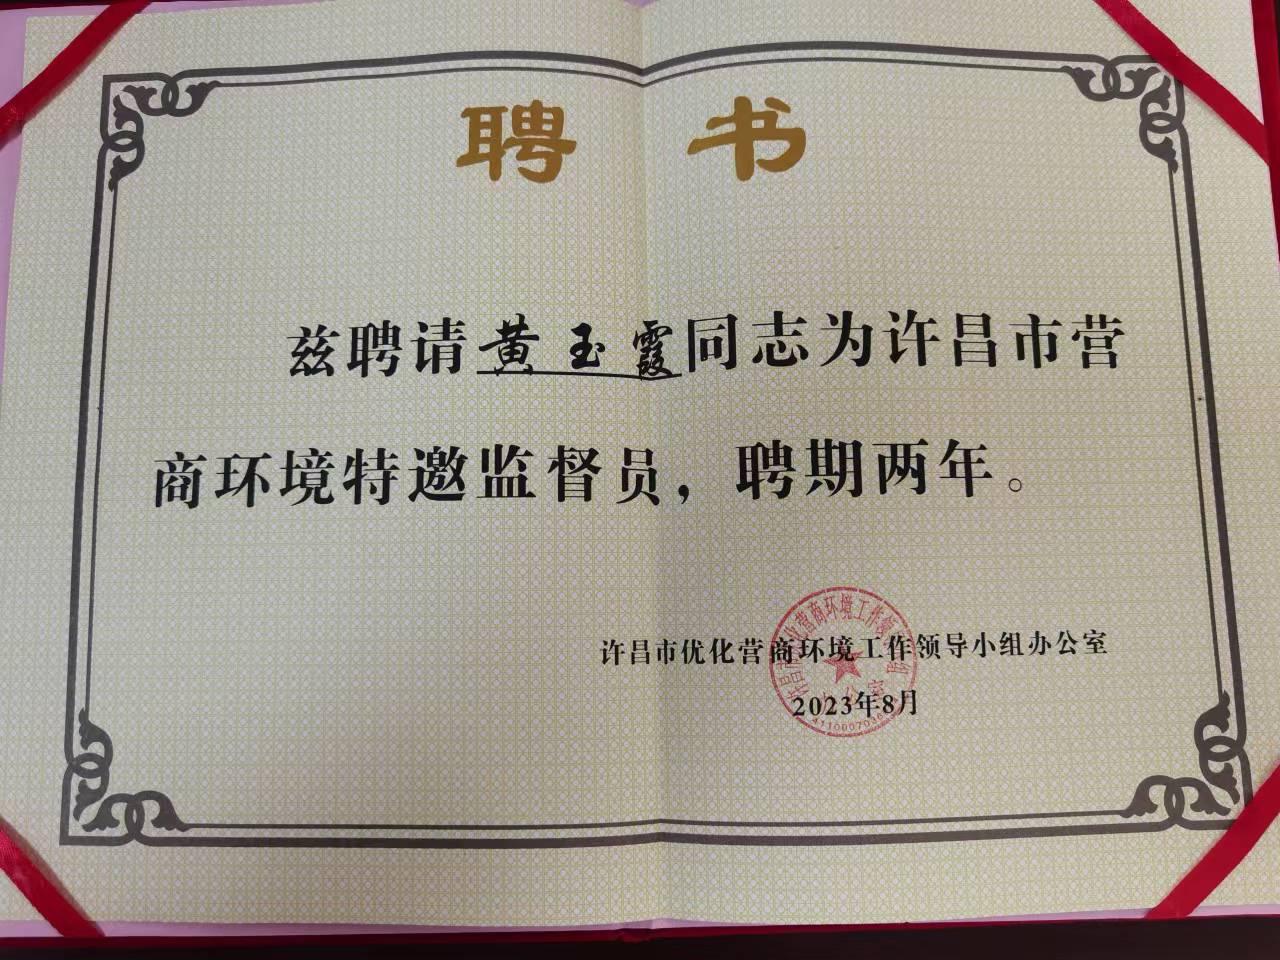 聘 书
兹聘请黄玉霞同志为许昌市营
商环境特邀监督员，聘期两年。
许昌市优化营商环境工作领导小组办公室
2023年8月